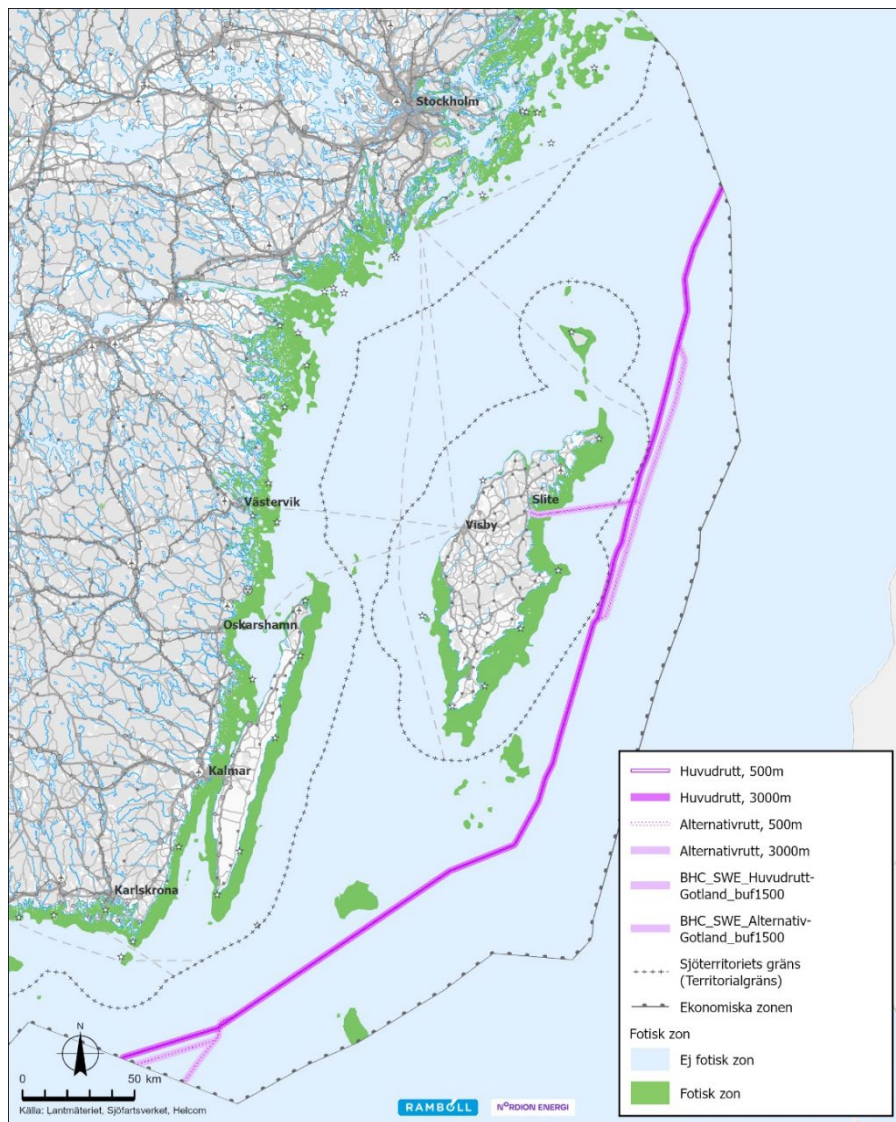 Stockholm
Västervik
Slite
Visby
Oskarshamn
Kalmar
Karlskrona
Huvudrutt, 500m
Huvudrutt, 3000m
Alternativrutt, 500m
Alternativrutt, 3000m
BHC_SWE_Huvudrutt-
Gotland_buf1500
BHC_SWE_Alternativ-
Gotland_buf1500
Sjöterritoriets gräns
(Territorialgräns)
Ekonomiska zonen
Fotisk zon
Ej fotisk zon
Fotisk zon
N
0 50 km
Källa: Lantmäteriet, Sjöfartsverket, Helcom
RAMBOLL
NORDION ENERGI